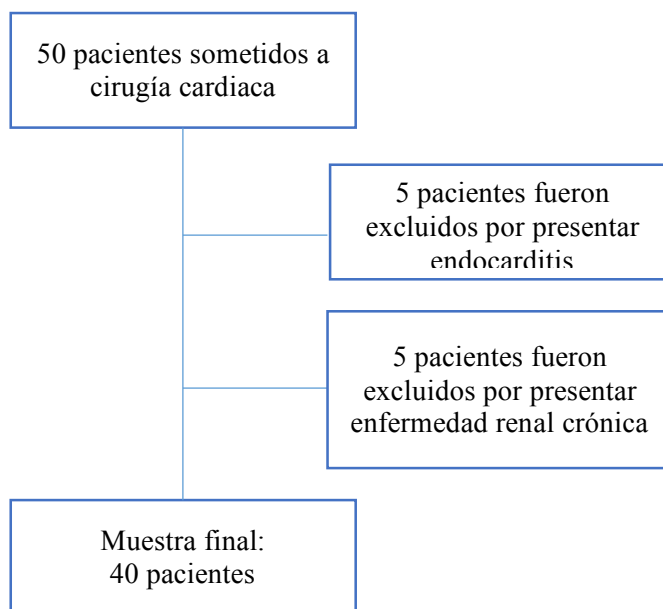 50 pacientes sometidos a
cirugía cardiaca
5 pacientes fueron
excluidos por presentar
endocarditis
5 pacientes fueron
excluidos por presentar
enfermedad renal crónica
Muestra final:
40 pacientes